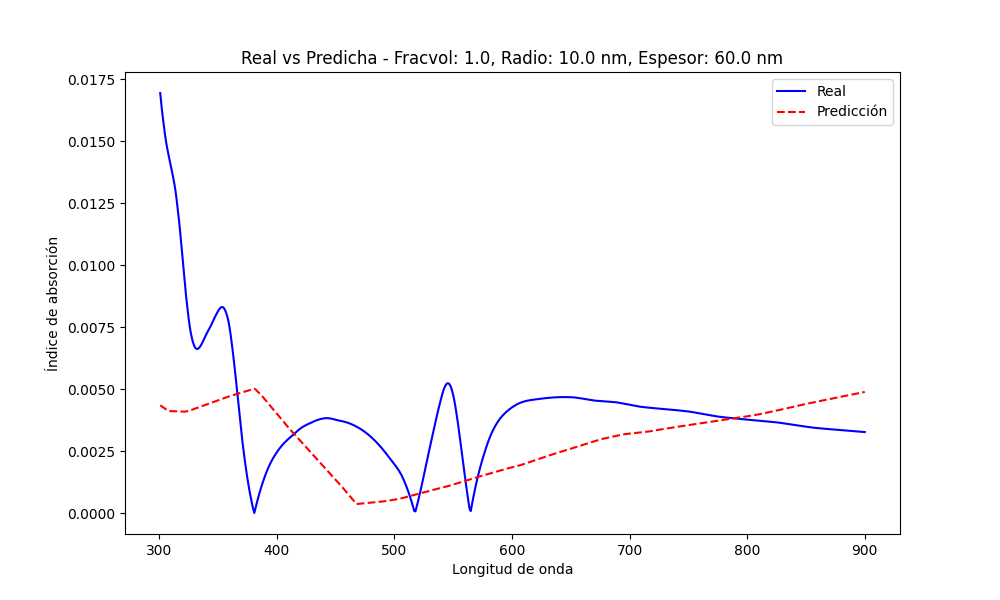 Real vs Predicha - Fracvol: 1.0, Radio: 10.0 nm, Espesor: 60.0 nm
Real
Predicción
Índice de absorción
0.0175
0.0150
0.0125
0.0100
0.0075
0.0050
0.0025
0.0000
300 400 500 600 700 800 900
Longitud de onda